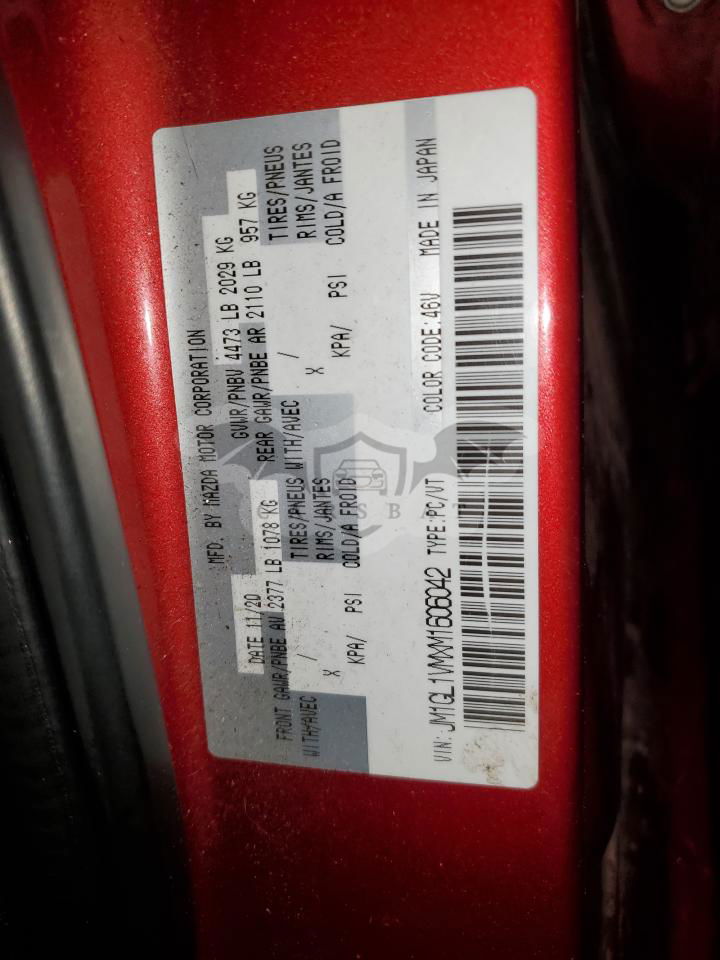 MFD. BY MAZDA MOTOR CORPORATION
DATE 11/20 GVWR/PNBV 4473 LB 2029 KG
FRONT GAWR/PNBE AV 2377 LB 1078 KG REAR GAWR/PNBE AR 2110 LB 957 KG
WITH/AVEC / TIRES/PNEUS WITH/AVEC / TIRES/PNEUS
X RIMS/JANTES X RIMS/JANTES
KPA/ PSI COLD/A FROID KPA/ PSI COLD/A FROID
VIN: JM1GL1VMXM1606042 TYPE:PC/VT COLOR CODE:46V MADE IN JAPAN